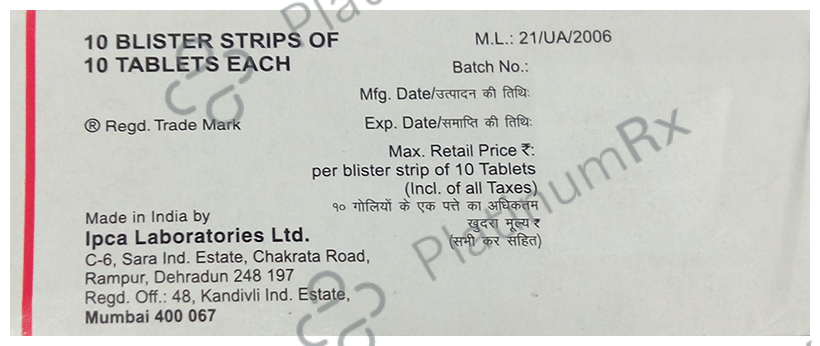 10 BLISTER STRIPS OF
10 TABLETS EACH
® Regd. Trade Mark
Made in India by
Ipca Laboratories Ltd.
C-6, Sara Ind. Estate, Chakrata Road,
Rampur, Dehradun 248 197
Regd. Off.: 48, Kandivli Ind. Estate,
Mumbai 400 067
M.L.: 21/UA/2006
Batch No.:
Mfg. Date/उत्पादन की तिथि:
Exp. Date/समाप्ति की तिथि:
Max. Retail Price ₹:
per blister strip of 10 Tablets
(Incl. of all Taxes)
१० गोलियों के एक पत्ते का अधिकतम
खुदरा मूल्य ₹
(सभी कर सहित)
PlatinumRx